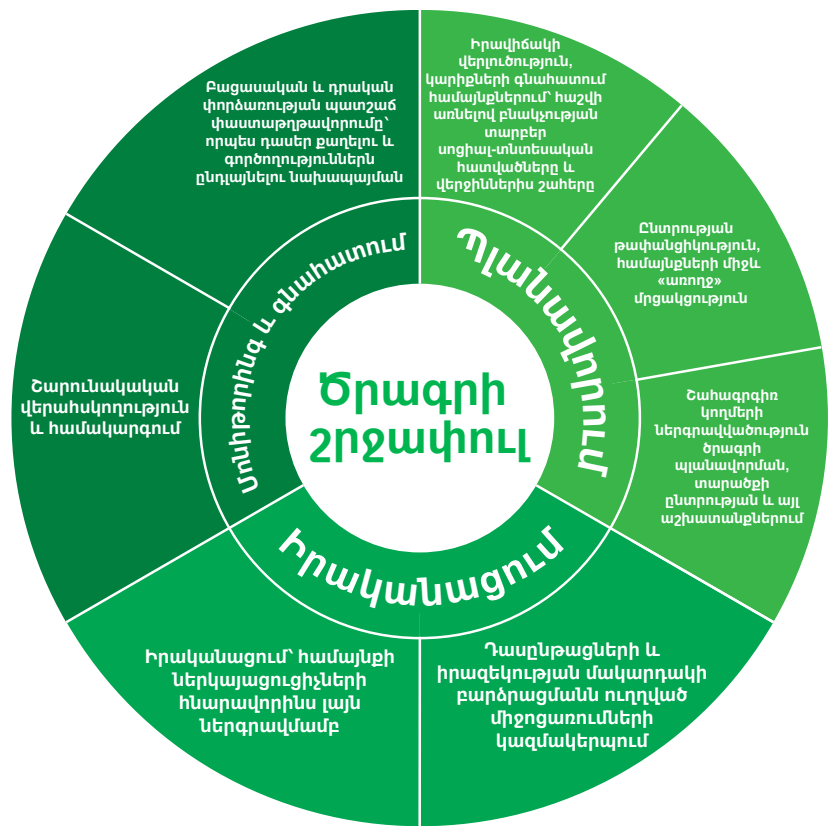 Ծրագրի
շրջափուլ
Պլանավորում
Իրավիճակի
վերլուծություն,
կարիքների գնահատում
համայնքներում՝ հաշվի
առնելով բնակչության
տարբեր
սոցիալ-տնտեսական
հատվածները և
վերջիններիս շահերը
Ընտրության
թափանցիկություն,
համայնքների միջև
«առողջ»
մրցակցություն
Շահագրգիռ
կողմերի
ներգրավվածություն
ծրագրի
պլանավորման,
տարածքի
ընտրության և այլ
աշխատանքներում
Իրականացում
Դասընթացների և
իրազեկության մակարդակի
բարձրացմանն ուղղված
միջոցառումների
կազմակերպում
Իրականացում՝ համայնքի
ներկայացուցիչների
հնարավորինս լայն
ներգրավմամբ
Մոնիթորինգ և գնահատում
Շարունակական
վերահսկողություն
և համակարգում
Բացասական և դրական
փորձառության պատշաճ
փաստաթղթավորումը՝
որպես դասեր քաղելու և
գործողություններն
ընդլայնելու նախապայման